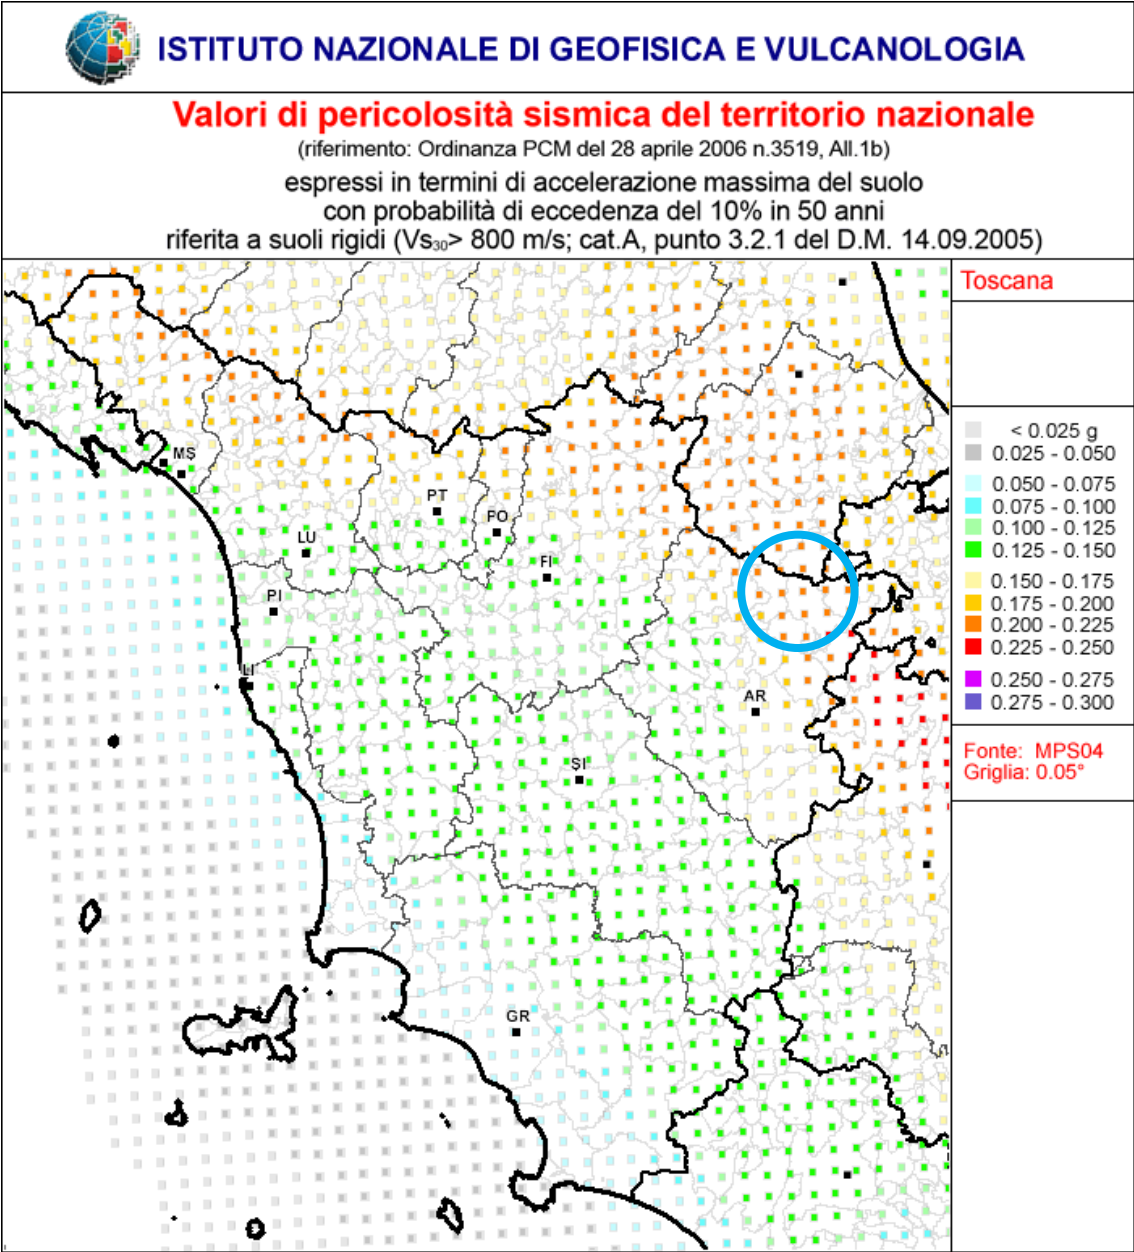 ISTITUTO NAZIONALE DI GEOFISICA E VULCANOLOGIA
Valori di pericolosità sismica del territorio nazionale
(riferimento: Ordinanza PCM del 28 aprile 2006 n.3519, All.1b)
espressi in termini di accelerazione massima del suolo
con probabilità di eccedenza del 10% in 50 anni
riferita a suoli rigidi (Vs₃₀> 800 m/s; cat.A, punto 3.2.1 del D.M. 14.09.2005)
Toscana
< 0.025 g
0.025 - 0.050
0.050 - 0.075
0.075 - 0.100
0.100 - 0.125
0.125 - 0.150
0.150 - 0.175
0.175 - 0.200
0.200 - 0.225
0.225 - 0.250
0.250 - 0.275
0.275 - 0.300
Fonte: MPS04
Griglia: 0.05°
MS
PT
PO
LU
FI
PI
LI
AR
SI
GR